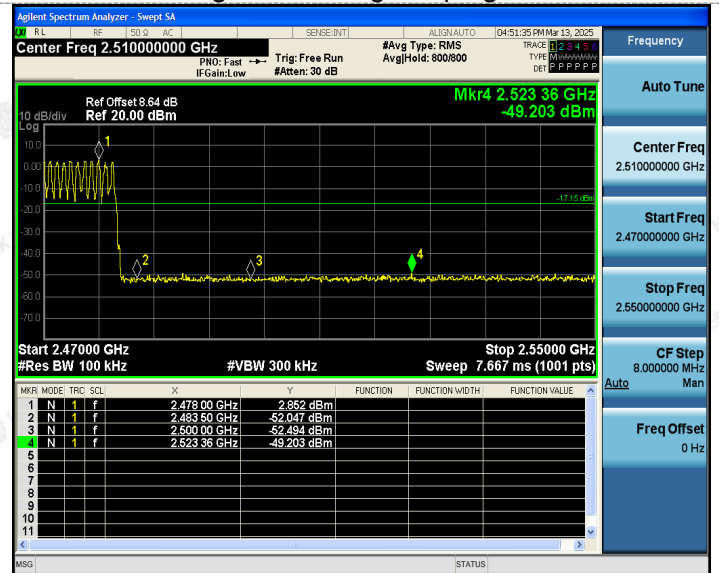 Agilent Spectrum Analyzer - Swept SA
LXI RL RF 50 Ω AC SENSE:INT ALIGN AUTO 04:51:35 PM Mar 13, 2025
Center Freq 2.510000000 GHz
#Avg Type: RMS
TRACE 1 2 3 4 5 6
PNO: Fast
Trig: Free Run
Avg|Hold: 800/800
TYPE MWWWWW
IFGain:Low
#Atten: 30 dB
DET P P P P P P
Mkr4 2.523 36 GHz
-49.203 dBm
Ref Offset 8.64 dB
10 dB/div Ref 20.00 dBm
Log
10.0
0.00
-10.0
-20.0
-30.0
-40.0
-50.0
-60.0
-70.0
1
2
3
4
-17.15 dBm
Start 2.47000 GHz Stop 2.55000 GHz
#Res BW 100 kHz #VBW 300 kHz Sweep 7.667 ms (1001 pts)
MKR MODE TRC SCL X Y FUNCTION FUNCTION WIDTH FUNCTION VALUE
1 N 1 f 2.478 00 GHz 2.852 dBm
2 N 1 f 2.483 50 GHz -52.047 dBm
3 N 1 f 2.500 00 GHz -52.494 dBm
4 N 1 f 2.523 36 GHz -49.203 dBm
5
6
7
8
9
10
11
MSG STATUS
Frequency
Auto Tune
Center Freq
2.510000000 GHz
Start Freq
2.470000000 GHz
Stop Freq
2.550000000 GHz
CF Step
8.000000 MHz
Auto Man
Freq Offset
0 Hz